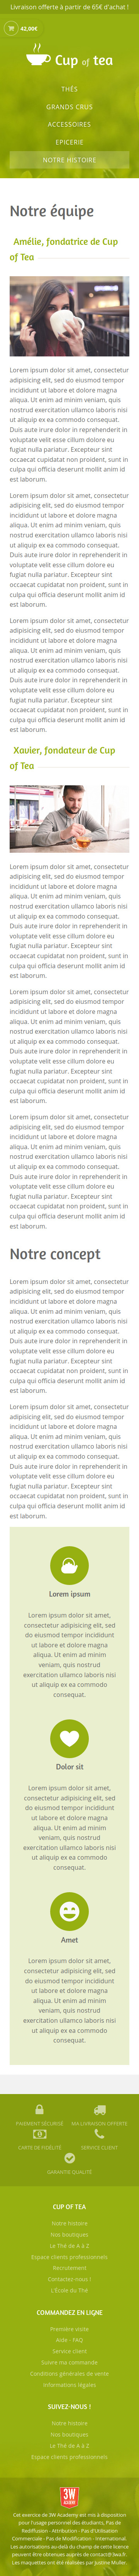 Livraison offerte à partir de 65€ d'achat !
42,00€
Cup of tea
THÉS
GRANDS CRUS
ACCESSOIRES
EPICERIE
NOTRE HISTOIRE
Notre équipe
Amélie, fondatrice de Cup
of Tea
Lorem ipsum dolor sit amet, consectetur
adipisicing elit, sed do eiusmod tempor
incididunt ut labore et dolore magna
aliqua. Ut enim ad minim veniam, quis
nostrud exercitation ullamco laboris nisi
ut aliquip ex ea commodo consequat.
Duis aute irure dolor in reprehenderit in
voluptate velit esse cillum dolore eu
fugiat nulla pariatur. Excepteur sint
occaecat cupidatat non proident, sunt in
culpa qui officia deserunt mollit anim id
est laborum.
Lorem ipsum dolor sit amet, consectetur
adipisicing elit, sed do eiusmod tempor
incididunt ut labore et dolore magna
aliqua. Ut enim ad minim veniam, quis
nostrud exercitation ullamco laboris nisi
ut aliquip ex ea commodo consequat.
Duis aute irure dolor in reprehenderit in
voluptate velit esse cillum dolore eu
fugiat nulla pariatur. Excepteur sint
occaecat cupidatat non proident, sunt in
culpa qui officia deserunt mollit anim id
est laborum.
Lorem ipsum dolor sit amet, consectetur
adipisicing elit, sed do eiusmod tempor
incididunt ut labore et dolore magna
aliqua. Ut enim ad minim veniam, quis
nostrud exercitation ullamco laboris nisi
ut aliquip ex ea commodo consequat.
Duis aute irure dolor in reprehenderit in
voluptate velit esse cillum dolore eu
fugiat nulla pariatur. Excepteur sint
occaecat cupidatat non proident, sunt in
culpa qui officia deserunt mollit anim id
est laborum.
Xavier, fondateur de Cup
of Tea
Lorem ipsum dolor sit amet, consectetur
adipisicing elit, sed do eiusmod tempor
incididunt ut labore et dolore magna
aliqua. Ut enim ad minim veniam, quis
nostrud exercitation ullamco laboris nisi
ut aliquip ex ea commodo consequat.
Duis aute irure dolor in reprehenderit in
voluptate velit esse cillum dolore eu
fugiat nulla pariatur. Excepteur sint
occaecat cupidatat non proident, sunt in
culpa qui officia deserunt mollit anim id
est laborum.
Lorem ipsum dolor sit amet, consectetur
adipisicing elit, sed do eiusmod tempor
incididunt ut labore et dolore magna
aliqua. Ut enim ad minim veniam, quis
nostrud exercitation ullamco laboris nisi
ut aliquip ex ea commodo consequat.
Duis aute irure dolor in reprehenderit in
voluptate velit esse cillum dolore eu
fugiat nulla pariatur. Excepteur sint
occaecat cupidatat non proident, sunt in
culpa qui officia deserunt mollit anim id
est laborum.
Lorem ipsum dolor sit amet, consectetur
adipisicing elit, sed do eiusmod tempor
incididunt ut labore et dolore magna
aliqua. Ut enim ad minim veniam, quis
nostrud exercitation ullamco laboris nisi
ut aliquip ex ea commodo consequat.
Duis aute irure dolor in reprehenderit in
voluptate velit esse cillum dolore eu
fugiat nulla pariatur. Excepteur sint
occaecat cupidatat non proident, sunt in
culpa qui officia deserunt mollit anim id
est laborum.
Notre concept
Lorem ipsum dolor sit amet, consectetur
adipisicing elit, sed do eiusmod tempor
incididunt ut labore et dolore magna
aliqua. Ut enim ad minim veniam, quis
nostrud exercitation ullamco laboris nisi
ut aliquip ex ea commodo consequat.
Duis aute irure dolor in reprehenderit in
voluptate velit esse cillum dolore eu
fugiat nulla pariatur. Excepteur sint
occaecat cupidatat non proident, sunt in
culpa qui officia deserunt mollit anim id
est laborum.
Lorem ipsum dolor sit amet, consectetur
adipisicing elit, sed do eiusmod tempor
incididunt ut labore et dolore magna
aliqua. Ut enim ad minim veniam, quis
nostrud exercitation ullamco laboris nisi
ut aliquip ex ea commodo consequat.
Duis aute irure dolor in reprehenderit in
voluptate velit esse cillum dolore eu
fugiat nulla pariatur. Excepteur sint
occaecat cupidatat non proident, sunt in
culpa qui officia deserunt mollit anim id
est laborum.
Lorem ipsum
Lorem ipsum dolor sit amet,
consectetur adipisicing elit, sed
do eiusmod tempor incididunt
ut labore et dolore magna
aliqua. Ut enim ad minim
veniam, quis nostrud
exercitation ullamco laboris nisi
ut aliquip ex ea commodo
consequat.
Dolor sit
Lorem ipsum dolor sit amet,
consectetur adipisicing elit, sed
do eiusmod tempor incididunt
ut labore et dolore magna
aliqua. Ut enim ad minim
veniam, quis nostrud
exercitation ullamco laboris nisi
ut aliquip ex ea commodo
consequat.
Amet
Lorem ipsum dolor sit amet,
consectetur adipisicing elit, sed
do eiusmod tempor incididunt
ut labore et dolore magna
aliqua. Ut enim ad minim
veniam, quis nostrud
exercitation ullamco laboris nisi
ut aliquip ex ea commodo
consequat.
PAIEMENT SÉCURISÉ
MA LIVRAISON OFFERTE
CARTE DE FIDÉLITÉ
SERVICE CLIENT
GARANTIE QUALITÉ
CUP OF TEA
Notre histoire
Nos boutiques
Le Thé de A à Z
Espace clients professionnels
Recrutement
Contactez-nous !
L'École du Thé
COMMANDEZ EN LIGNE
Première visite
Aide - FAQ
Service client
Suivre ma commande
Conditions générales de vente
Informations légales
SUIVEZ-NOUS !
Notre histoire
Nos boutiques
Le Thé de A à Z
Espace clients professionnels
3W
Cet exercice de 3W Academy est mis à disposition
pour l'usage personnel des étudiants. Pas de
Rediffusion - Attribution - Pas d'Utilisation
Commerciale - Pas de Modification - International.
Les autorisations au-delà du champ de cette licence
peuvent être obtenues auprès de contact@3wa.fr.
Les maquettes ont été réalisées par Justine Muller.